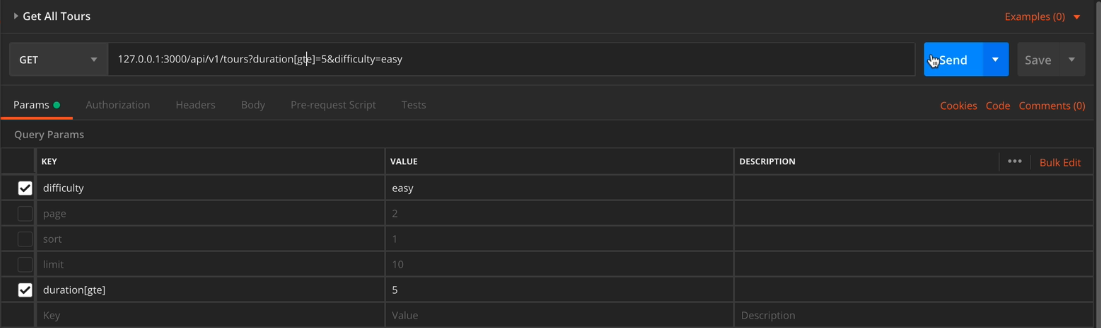 Get All Tours Examples (0)
GET 127.0.0.1:3000/api/v1/tours?duration[gte]=5&difficulty=easy Send Save
Params Authorization Headers Body Pre-request Script Tests Cookies Code Comments (0)
Query Params
KEY VALUE DESCRIPTION ••• Bulk Edit
difficulty easy
page 2
sort 1
limit 10
duration[gte] 5
Key Value Description